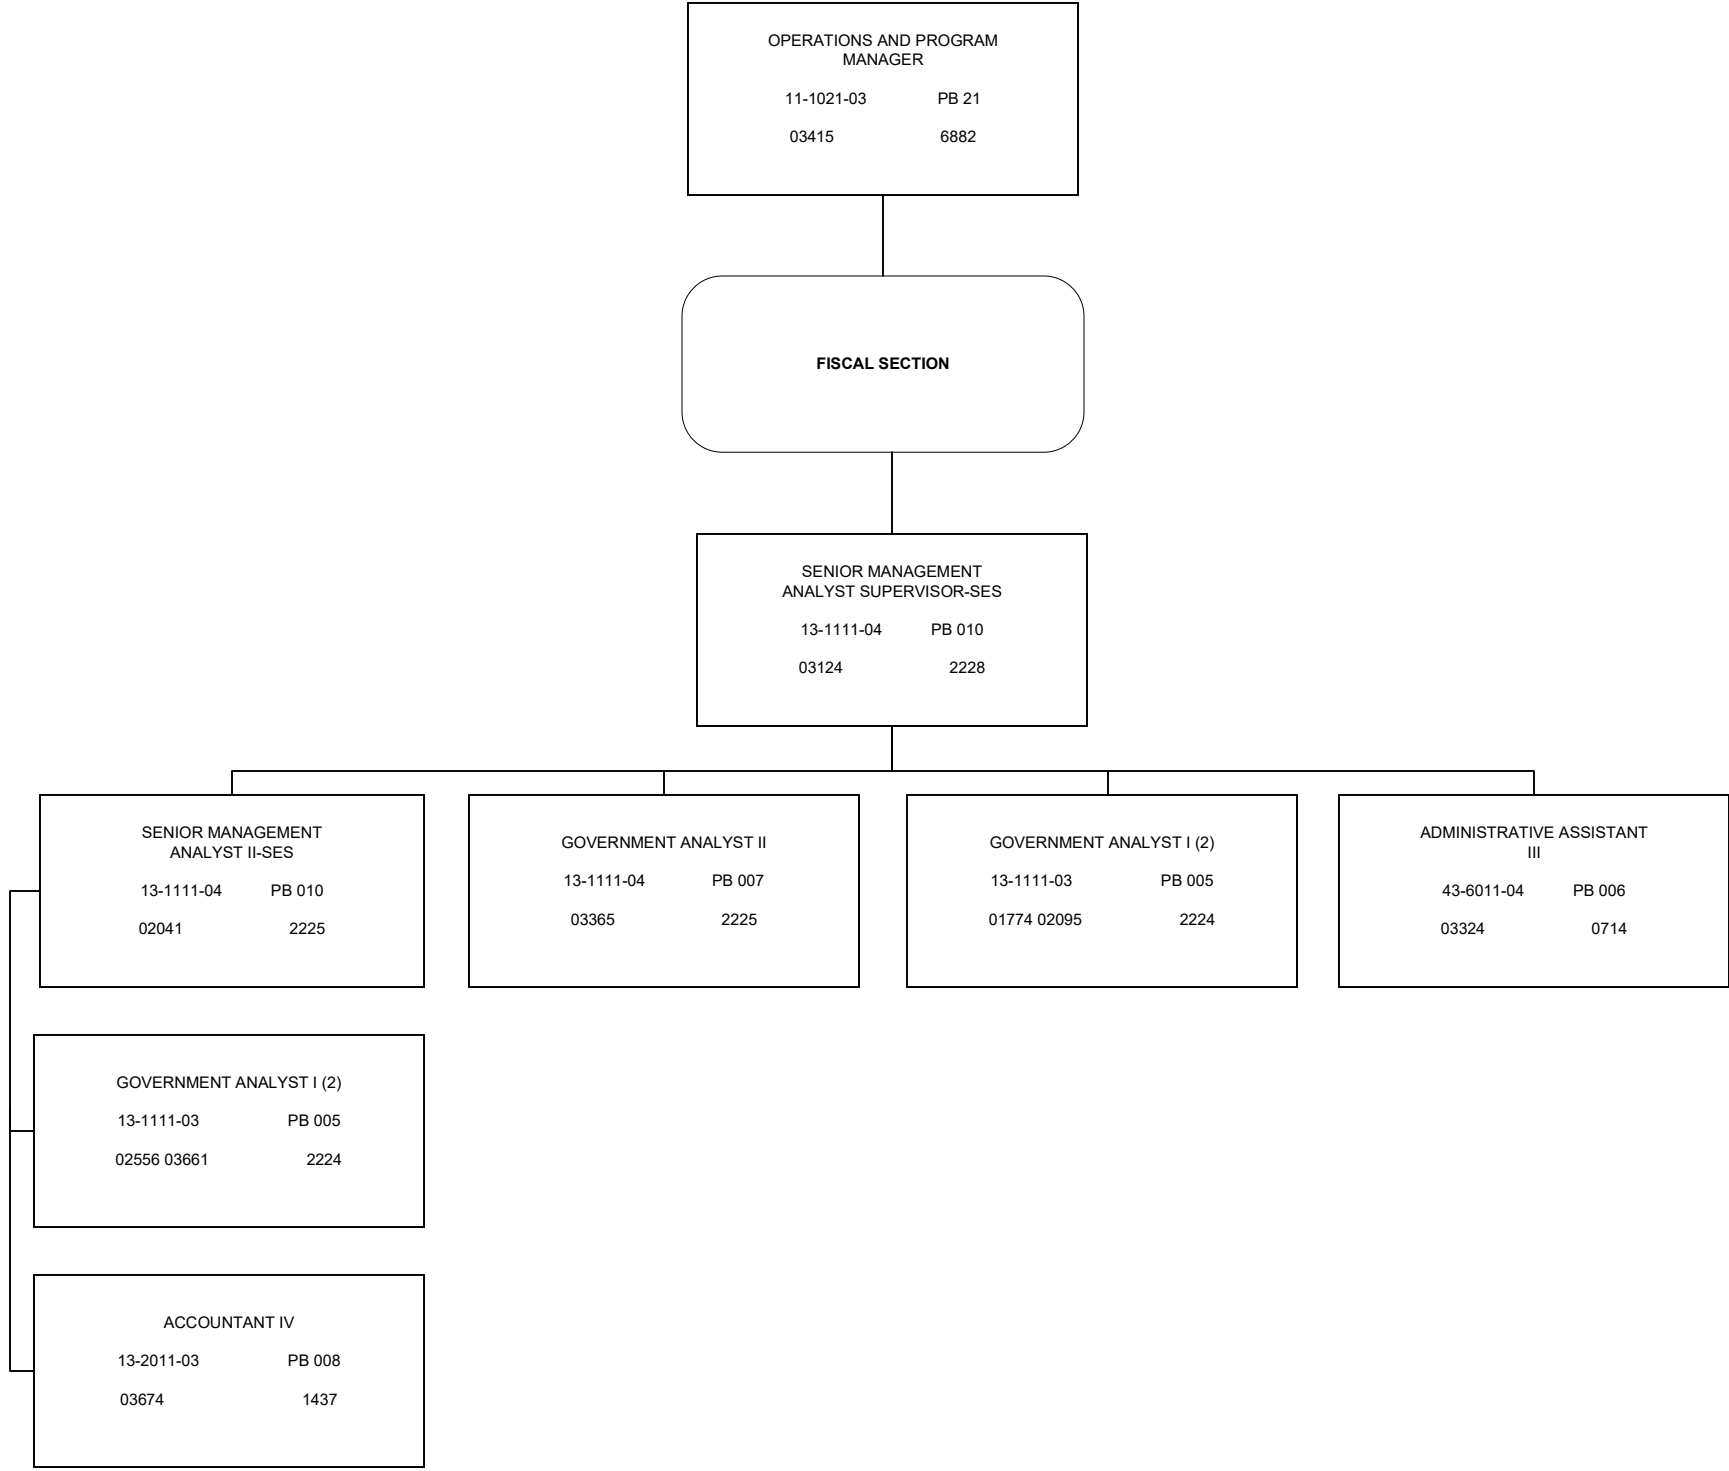 OPERATIONS AND PROGRAM
MANAGER
11-1021-03 PB 21
03415 6882
FISCAL SECTION
SENIOR MANAGEMENT
ANALYST SUPERVISOR-SES
13-1111-04 PB 010
03124 2228
SENIOR MANAGEMENT
ANALYST II-SES
13-1111-04 PB 010
02041 2225
GOVERNMENT ANALYST II
13-1111-04 PB 007
03365 2225
GOVERNMENT ANALYST I (2)
13-1111-03 PB 005
01774 02095 2224
ADMINISTRATIVE ASSISTANT
III
43-6011-04 PB 006
03324 0714
GOVERNMENT ANALYST I (2)
13-1111-03 PB 005
02556 03661 2224
ACCOUNTANT IV
13-2011-03 PB 008
03674 1437